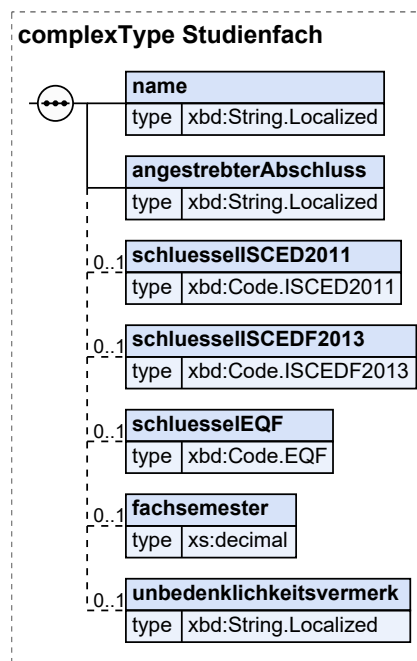 complexType Studienfach
name
type xbd:String.Localized
angestrebterAbschluss
type xbd:String.Localized
0..1 schluesselISCED2011
type xbd:Code.ISCED2011
0..1 schluesselISCEDF2013
type xbd:Code.ISCEDF2013
0..1 schluesselEQF
type xbd:Code.EQF
0..1 fachsemester
type xs:decimal
0..1 unbedenklichkeitsvermerk
type xbd:String.Localized